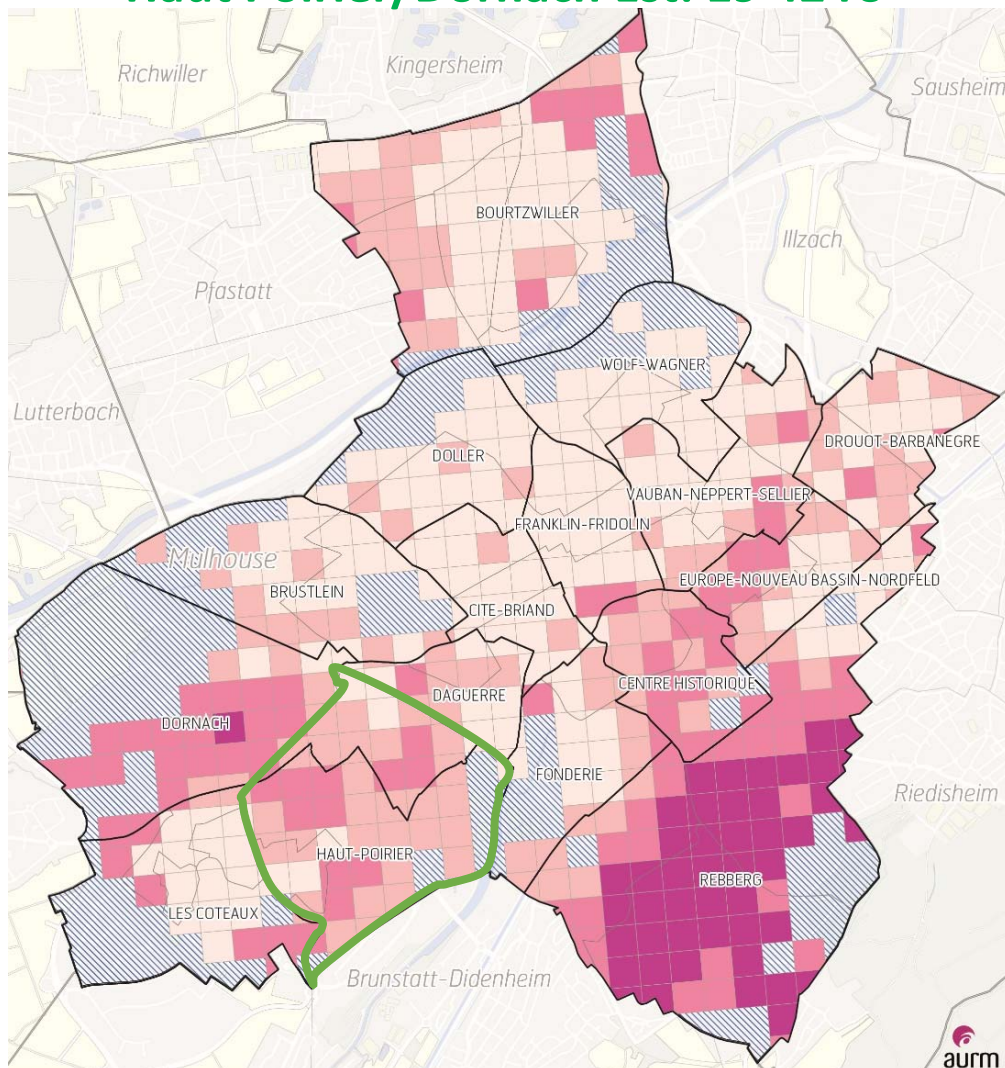 Richwiller
Kingersheim
Sausheim
BOURTZWILLER
Illzach
Pfastatt
WOLF-WAGNER
Lutterbach
DROUOT-BARBANEGRE
DOLLER
VAUBAN-NEPPERT-SELLIER
FRANKLIN-FRIDOLIN
Mulhouse
EUROPE-NOUVEAU BASSIN-NORDFELD
BRUSTLEIN
CITE-BRIAND
CENTRE HISTORIQUE
DAGUERRE
DORNACH
FONDERIE
Riedisheim
HAUT-POIRIER
REBBERG
LES COTEAUX
Brunstatt-Didenheim
aurm